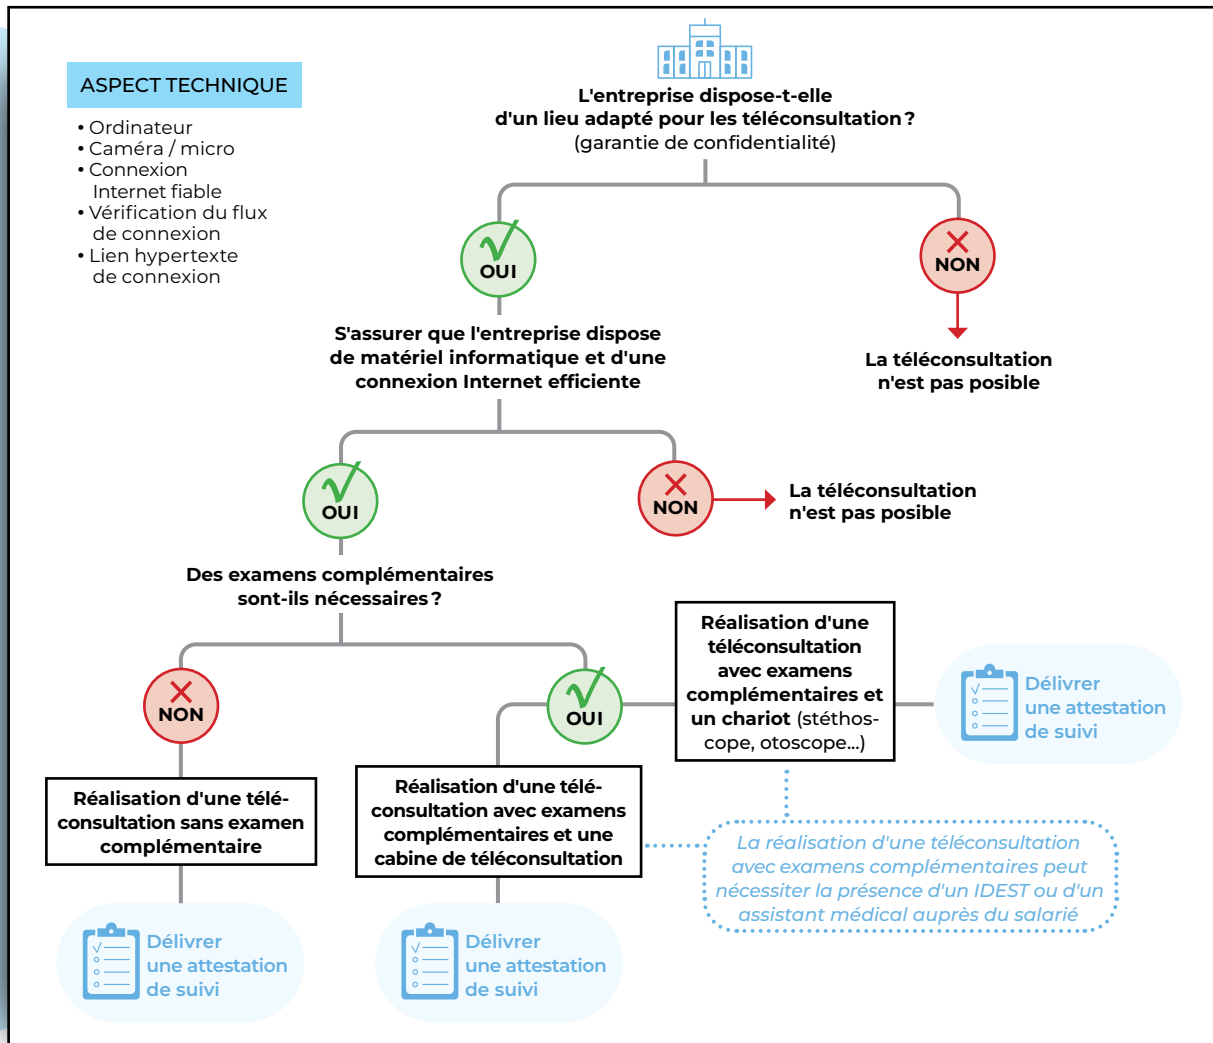 ASPECT TECHNIQUE
• Ordinateur
• Caméra / micro
• Connexion
Internet fiable
• Vérification du flux
de connexion
• Lien hypertexte
de connexion
L'entreprise dispose-t-elle
d'un lieu adapté pour les téléconsultation ?
(garantie de confidentialité)
OUI
NON
S'assurer que l'entreprise dispose
de matériel informatique et d'une
connexion Internet efficiente
La téléconsultation
n'est pas posible
OUI
NON
La téléconsultation
n'est pas posible
Des examens complémentaires
sont-ils nécessaires ?
NON
OUI
Réalisation d'une
téléconsultation
avec examens
complémentaires et
un chariot (stéthos-
cope, otoscope...)
Délivrer
une attestation
de suivi
Réalisation d'une télé-
consultation sans examen
complémentaire
Réalisation d'une télé-
consultation avec examens
complémentaires et une
cabine de téléconsultation
La réalisation d'une téléconsultation
avec examens complémentaires peut
nécessiter la présence d'un IDEST ou d'un
assistant médical auprès du salarié
Délivrer
une attestation
de suivi
Délivrer
une attestation
de suivi